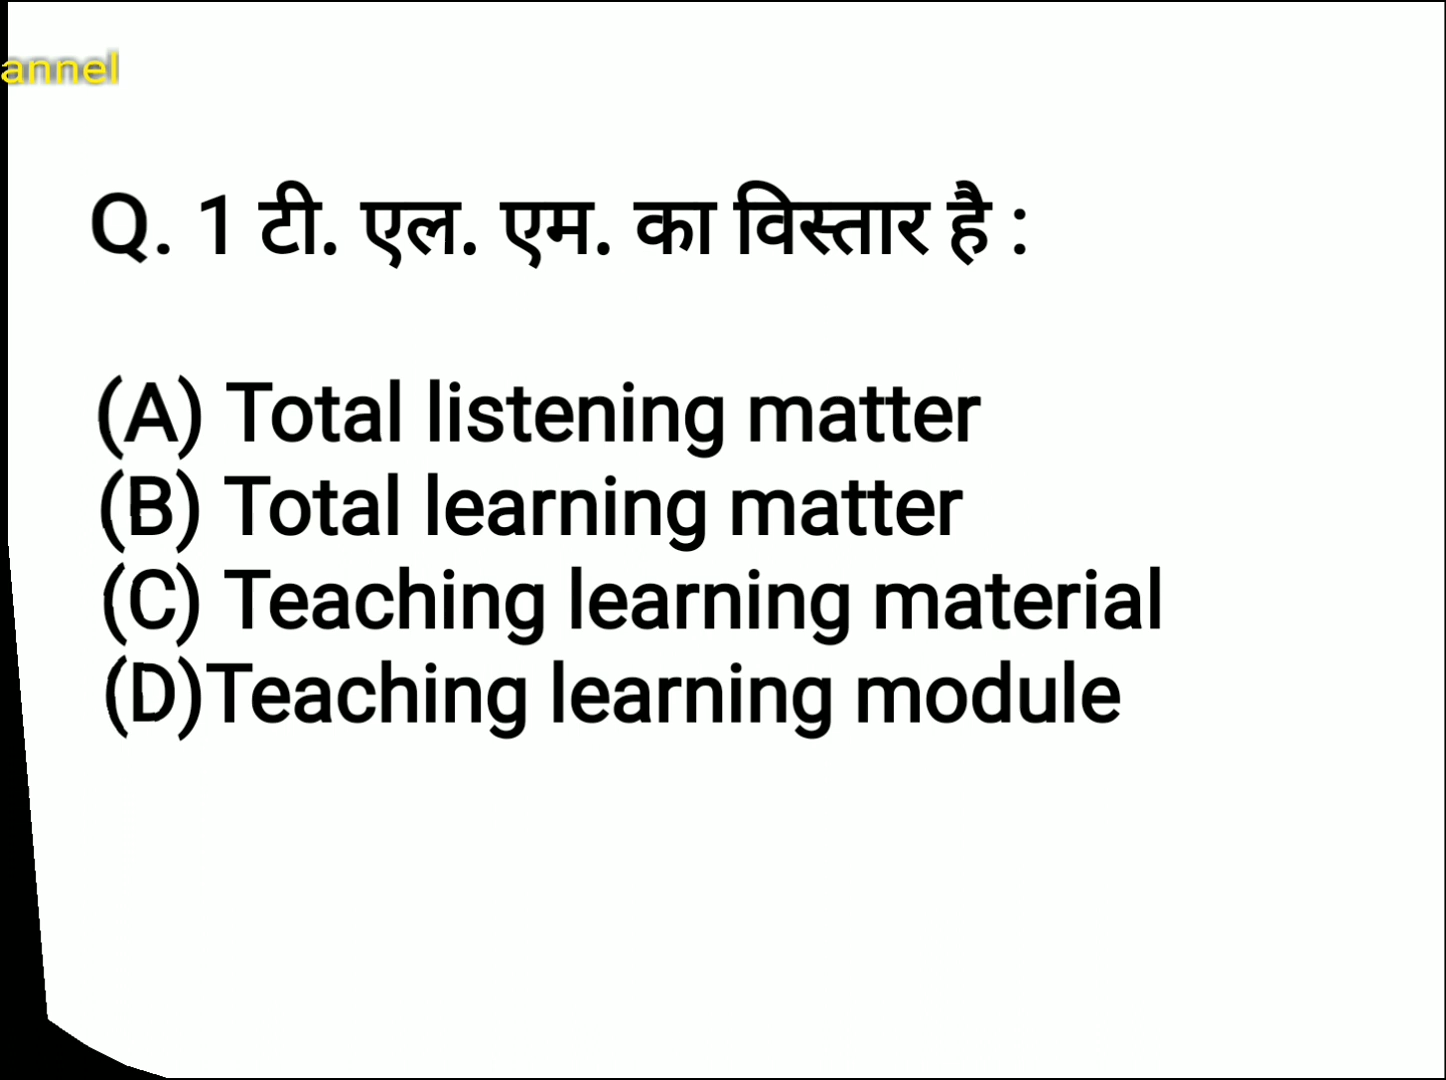 annel
Q. 1 टी. एल. एम. का विस्तार है :
(A) Total listening matter
(B) Total learning matter
(C) Teaching learning material
(D)Teaching learning module